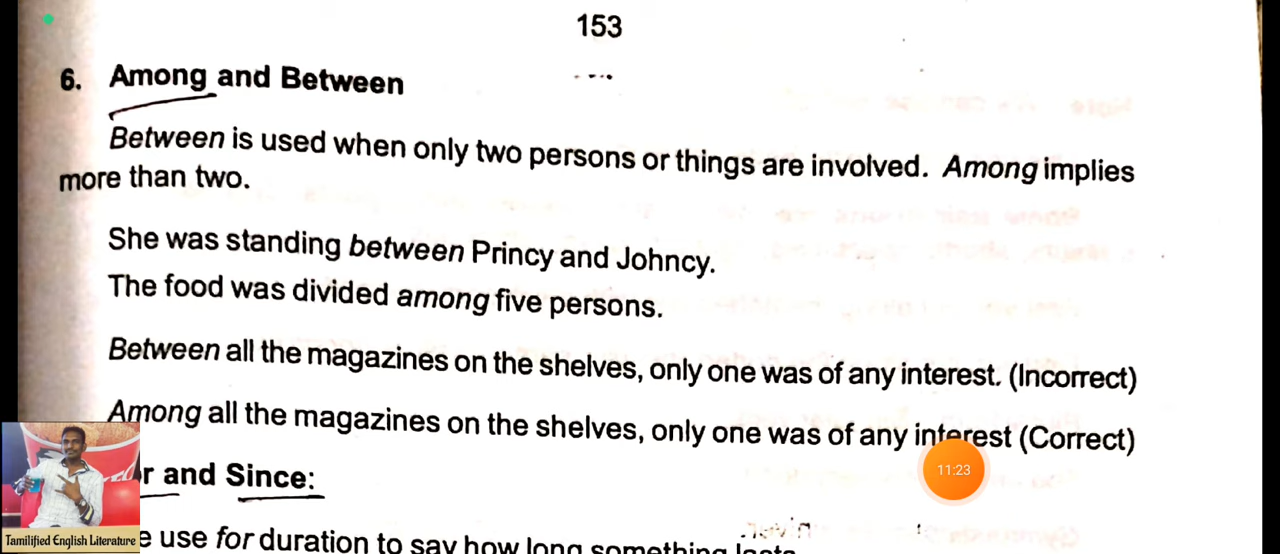 153
6. Among and Between
Between is used when only two persons or things are involved. Among implies
more than two.
She was standing between Princy and Johncy.
The food was divided among five persons.
Between all the magazines on the shelves, only one was of any interest. (Incorrect)
Among all the magazines on the shelves, only one was of any interest (Correct)
r and Since:
11:23
e use for duration to say how long something lasts
Tamilified English Literature